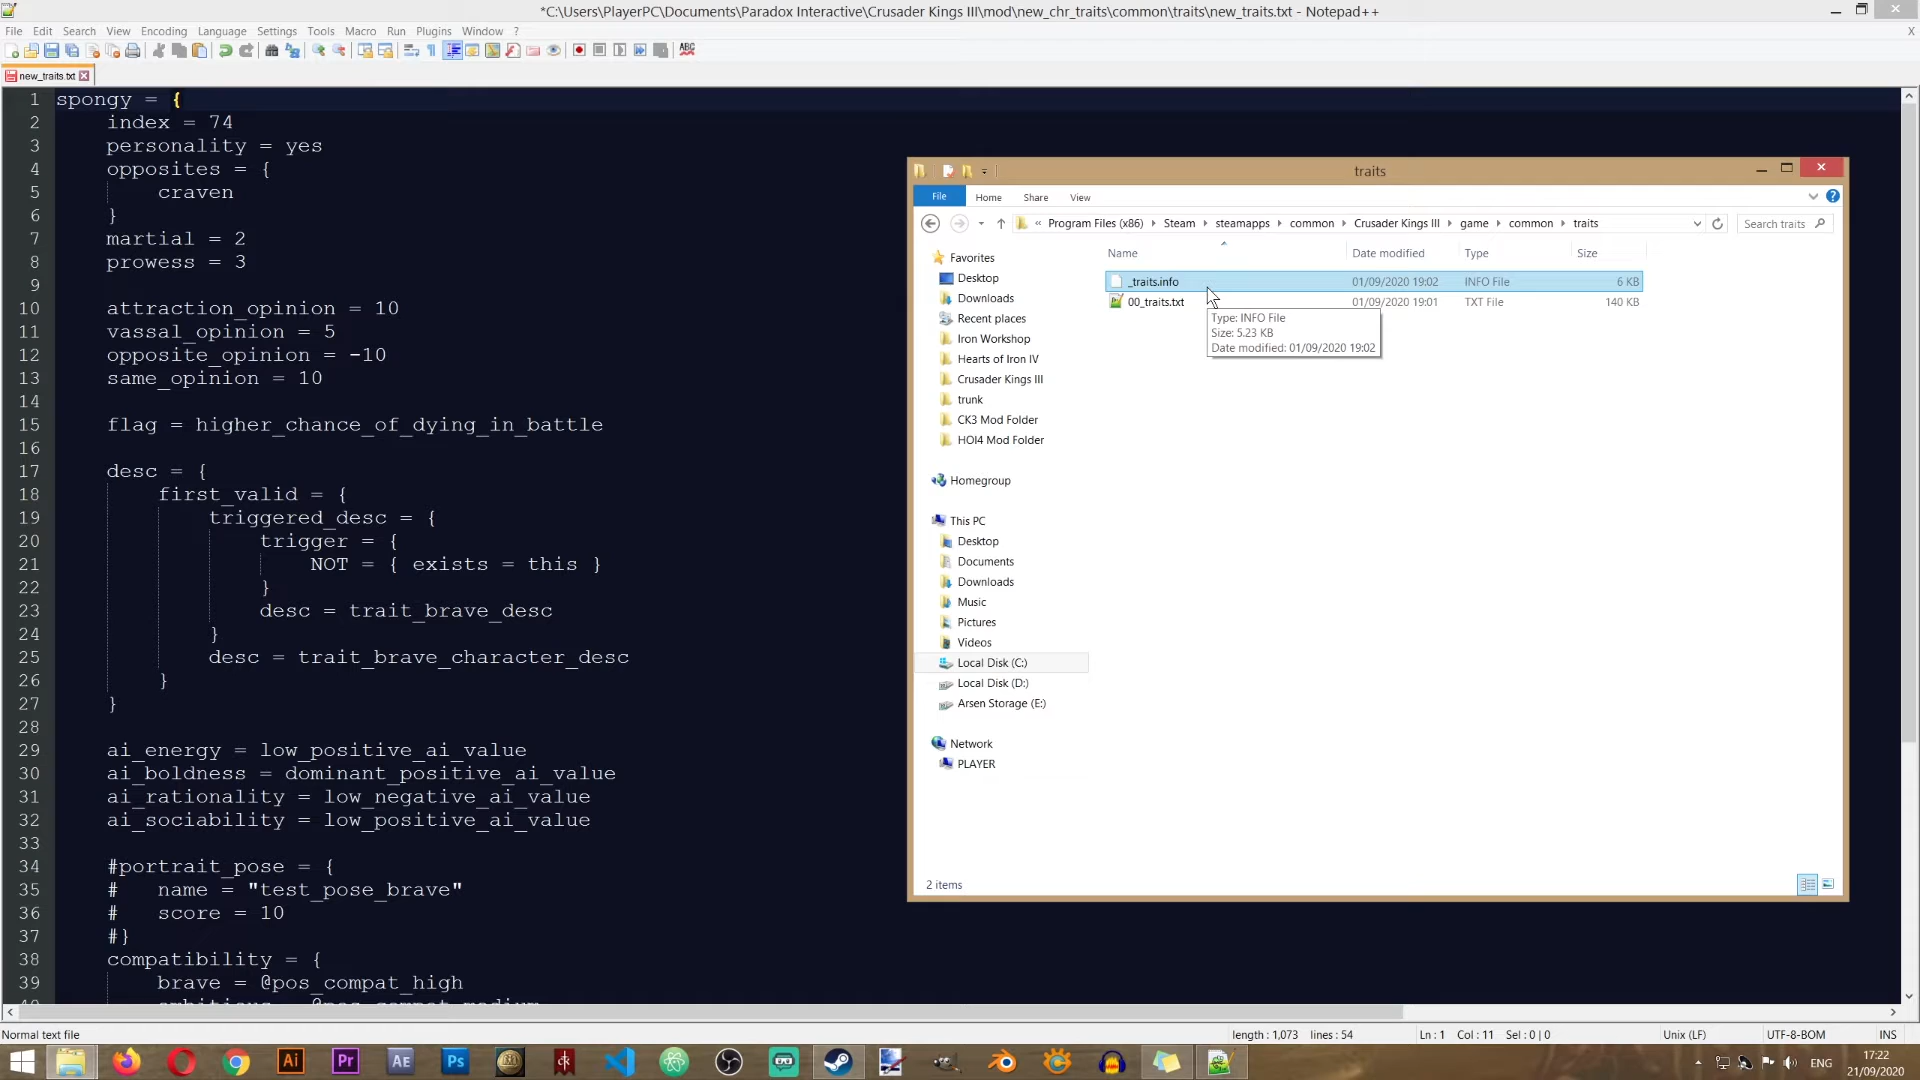 *C:\Users\PlayerPC\Documents\Paradox Interactive\Crusader Kings III\mod\new_chr_traits\common\traits\new_traits.txt - Notepad++
File Edit Search View Encoding Language Settings Tools Macro Run Plugins Window ?
X
ABC
new_traits.txt
1 spongy = {
2 index = 74
3 personality = yes
4 opposites = {
5 craven
6 }
7 martial = 2
8 prowess = 3
9
10 attraction_opinion = 10
11 vassal_opinion = 5
12 opposite_opinion = -10
13 same_opinion = 10
14
15 flag = higher_chance_of_dying_in_battle
16
17 desc = {
18 first_valid = {
19 triggered_desc = {
20 trigger = {
21 NOT = { exists = this }
22 }
23 desc = trait_brave_desc
24 }
25 desc = trait_brave_character_desc
26 }
27 }
28
29 ai_energy = low_positive_ai_value
30 ai_boldness = dominant_positive_ai_value
31 ai_rationality = low_negative_ai_value
32 ai_sociability = low_positive_ai_value
33
34 #portrait_pose = {
35 # name = "test_pose_brave"
36 # score = 10
37 #}
38 compatibility = {
39 brave = @pos_compat_high
traits
File Home Share View
« Program Files (x86) Steam steamapps common Crusader Kings III game common traits
Search traits
Name Date modified Type Size
_traits.info 01/09/2020 19:02 INFO File 6 KB
00_traits.txt 01/09/2020 19:01 TXT File 140 KB
Type: INFO File
Size: 5.23 KB
Date modified: 01/09/2020 19:02
Favorites
Desktop
Downloads
Recent places
Iron Workshop
Hearts of Iron IV
Crusader Kings III
trunk
CK3 Mod Folder
HOI4 Mod Folder
Homegroup
This PC
Desktop
Documents
Downloads
Music
Pictures
Videos
Local Disk (C:)
Local Disk (D:)
Arsen Storage (E:)
Network
PLAYER
2 items
Normal text file length : 1,073 lines : 54 Ln : 1 Col : 11 Sel : 0 | 0 Unix (LF) UTF-8-BOM INS
Ai Pr AE Ps
ENG
17:22
21/09/2020